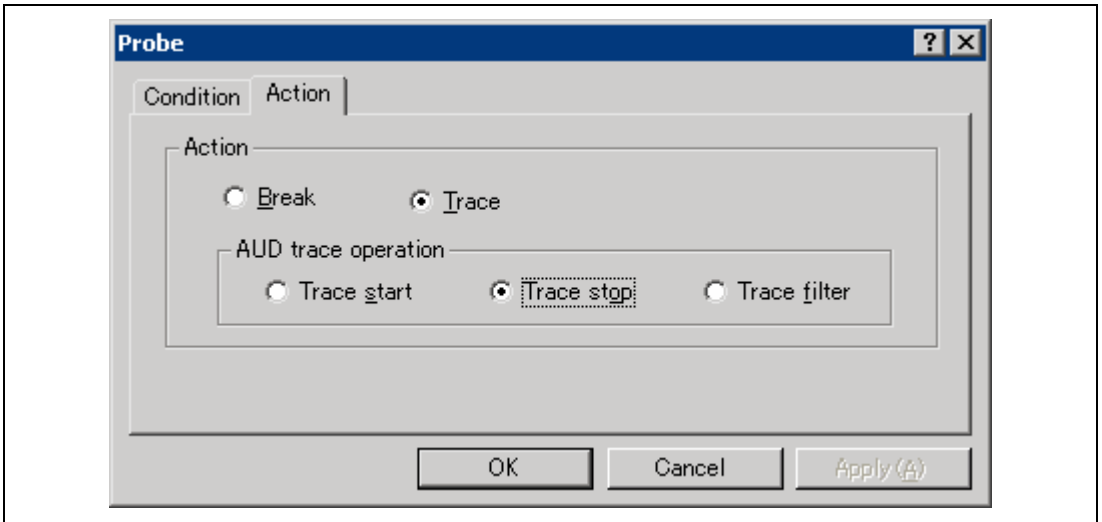 Probe
Condition Action
Action
Break Trace
AUD trace operation
Trace start Trace stop Trace filter
OK Cancel Apply(A)